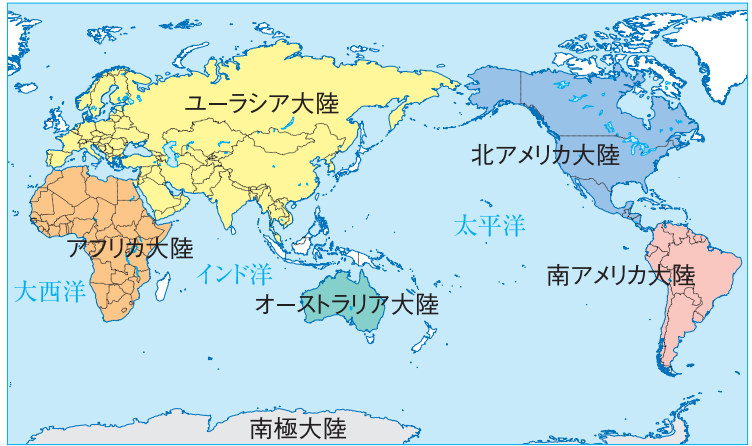 ユーラシア大陸
北アメリカ大陸
太平洋
アフリカ大陸
インド洋
南アメリカ大陸
大西洋
オーストラリア大陸
南極大陸